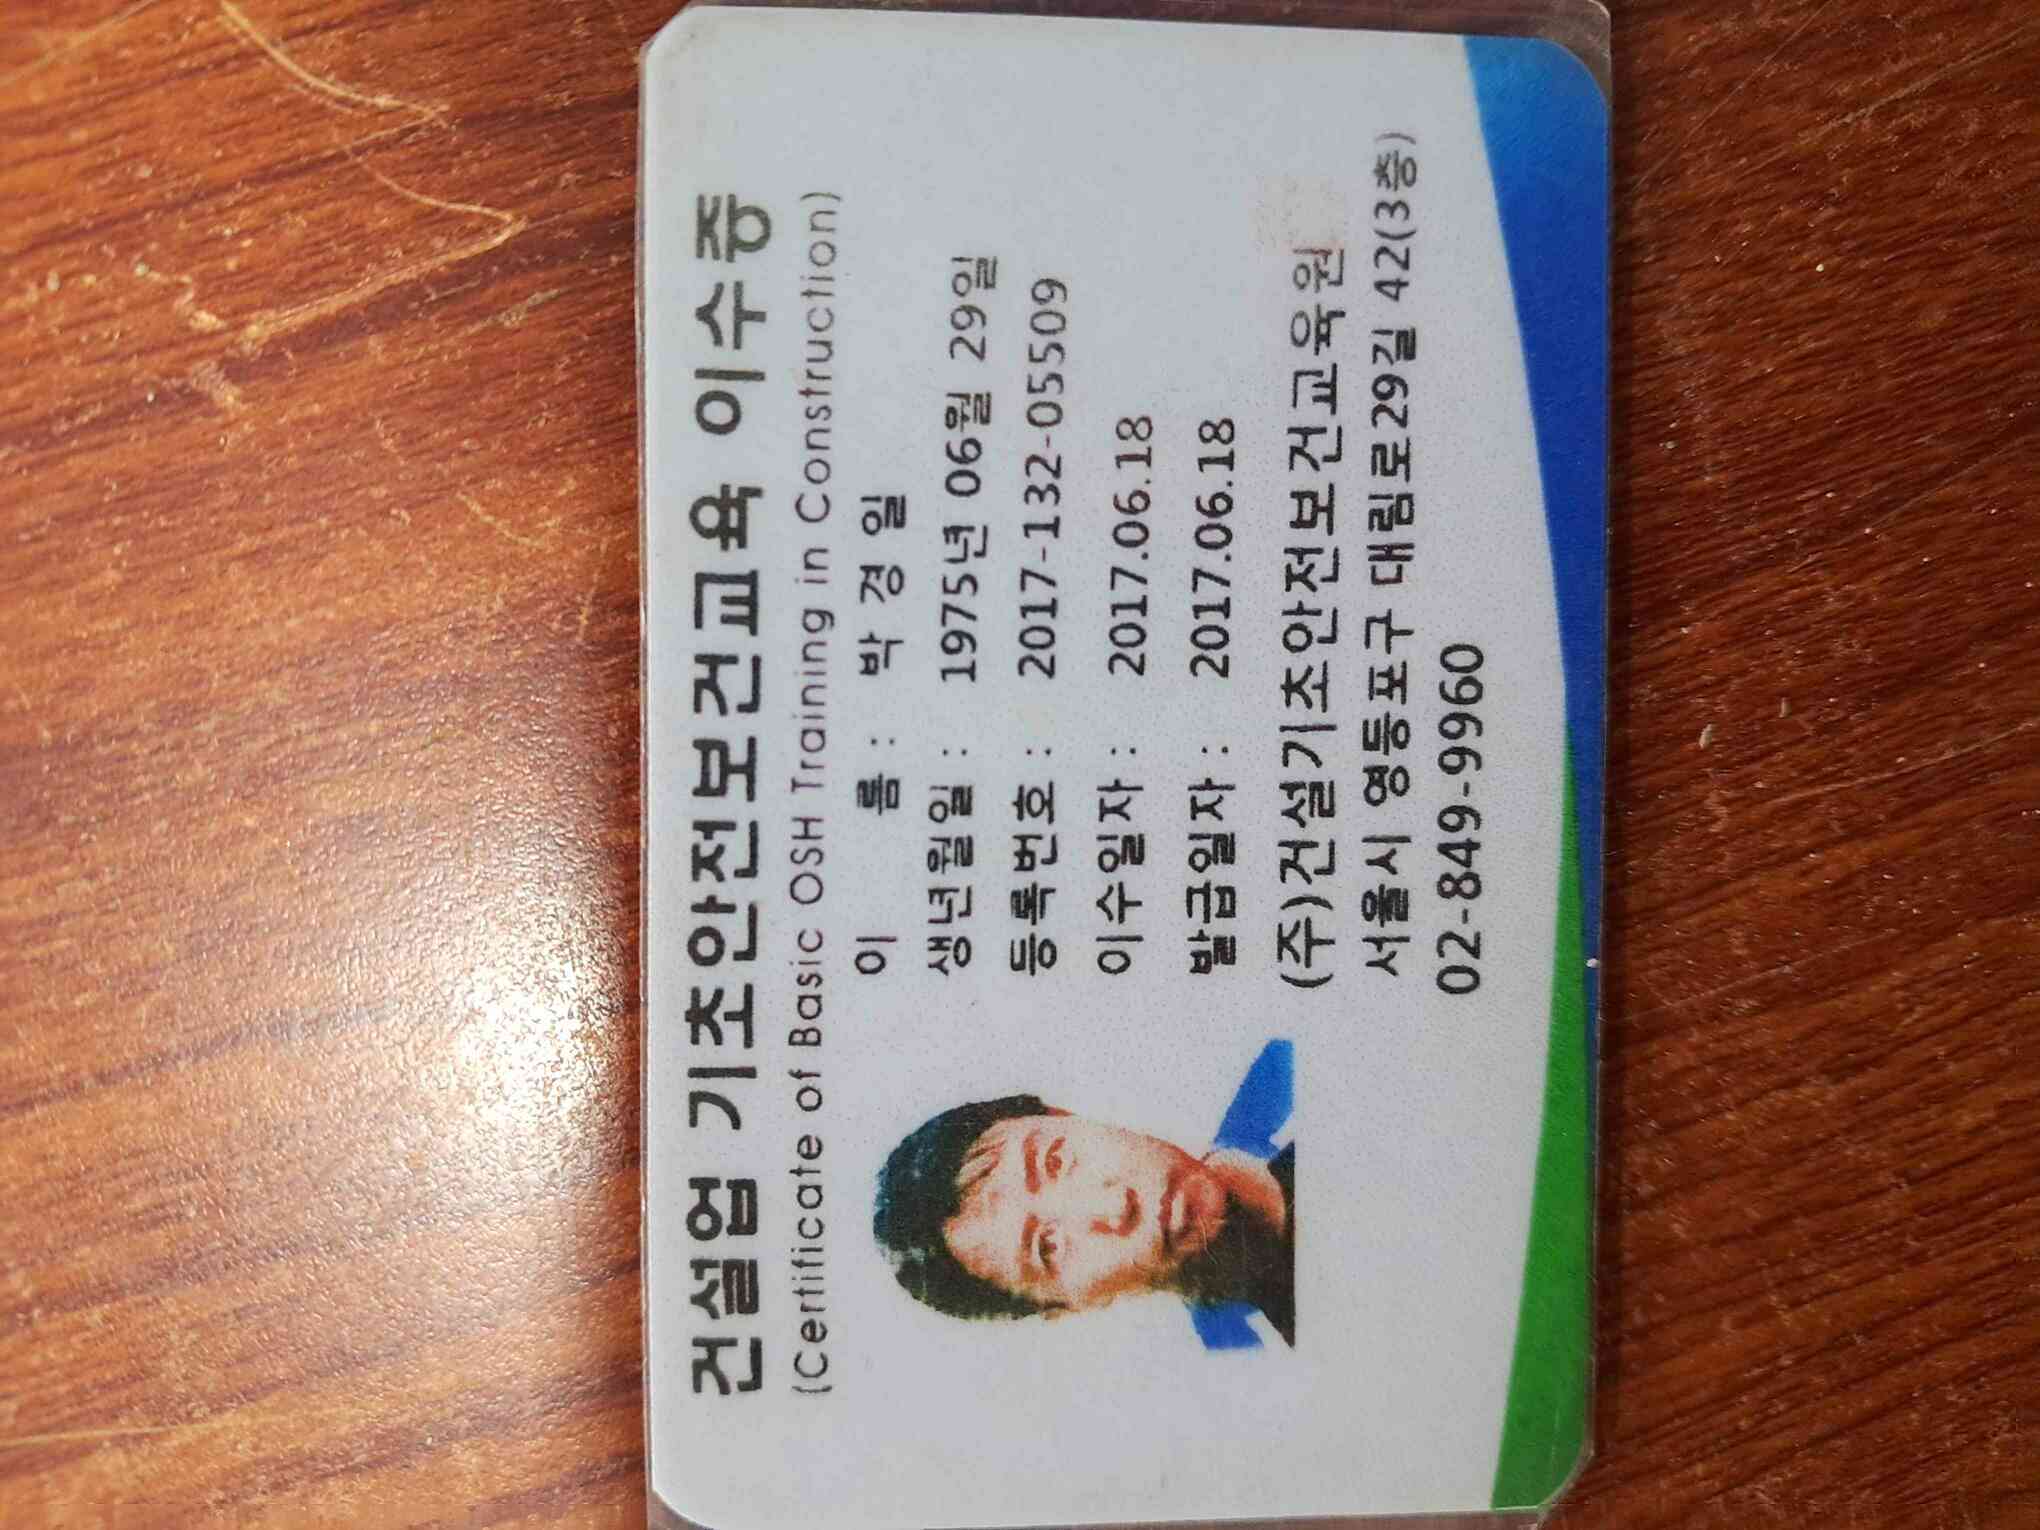 건설업 기초안전보건교육 이수증
(Certificate of Basic OSH Training in Construction)
이 름 : 박 경 일
생년월일 : 1975년 06월 29일
등록번호 : 2017-132-05509
이수일자 : 2017.06.18
발급일자 : 2017.06.18
(주)건설기초안전보건교육원
서울시 영등포구 대림로29길 42(3층)
02-849-9960